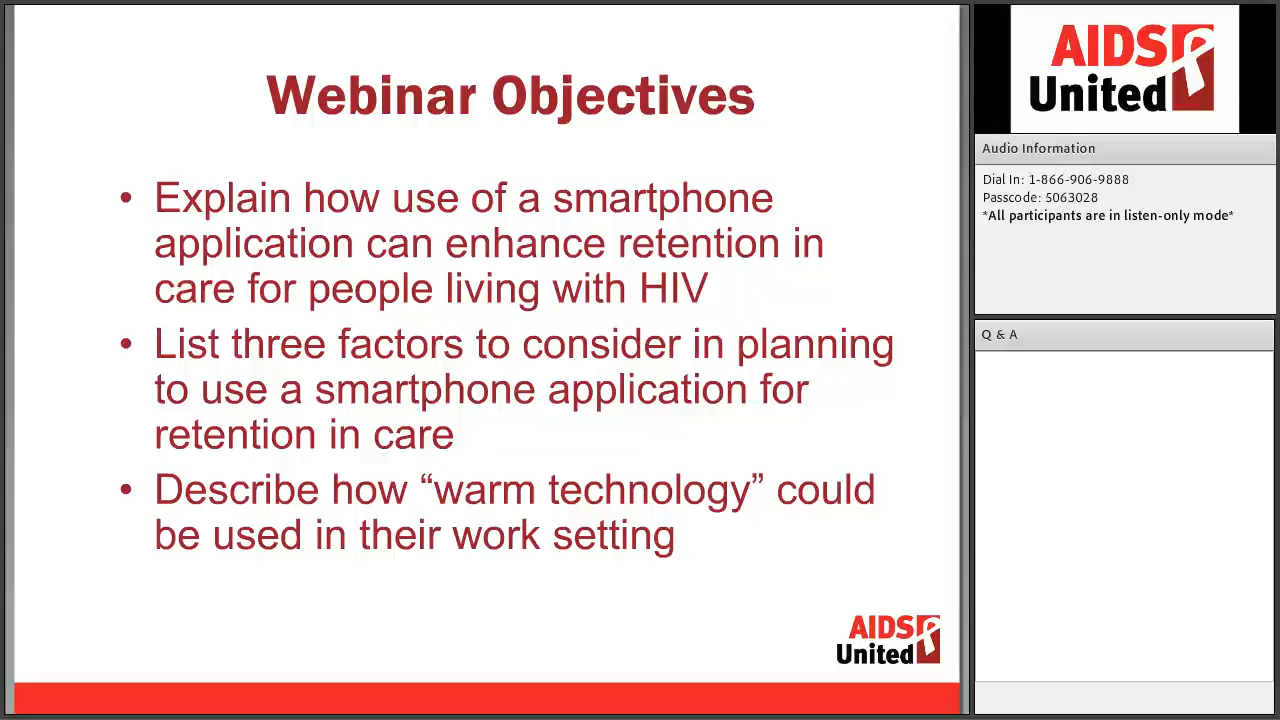 Webinar Objectives
• Explain how use of a smartphone
application can enhance retention in
care for people living with HIV
• List three factors to consider in planning
to use a smartphone application for
retention in care
• Describe how “warm technology” could
be used in their work setting
AIDS
United
AIDS
United
Audio Information
Dial In: 1-866-906-9888
Passcode: 5063028
*All participants are in listen-only mode*
Q & A